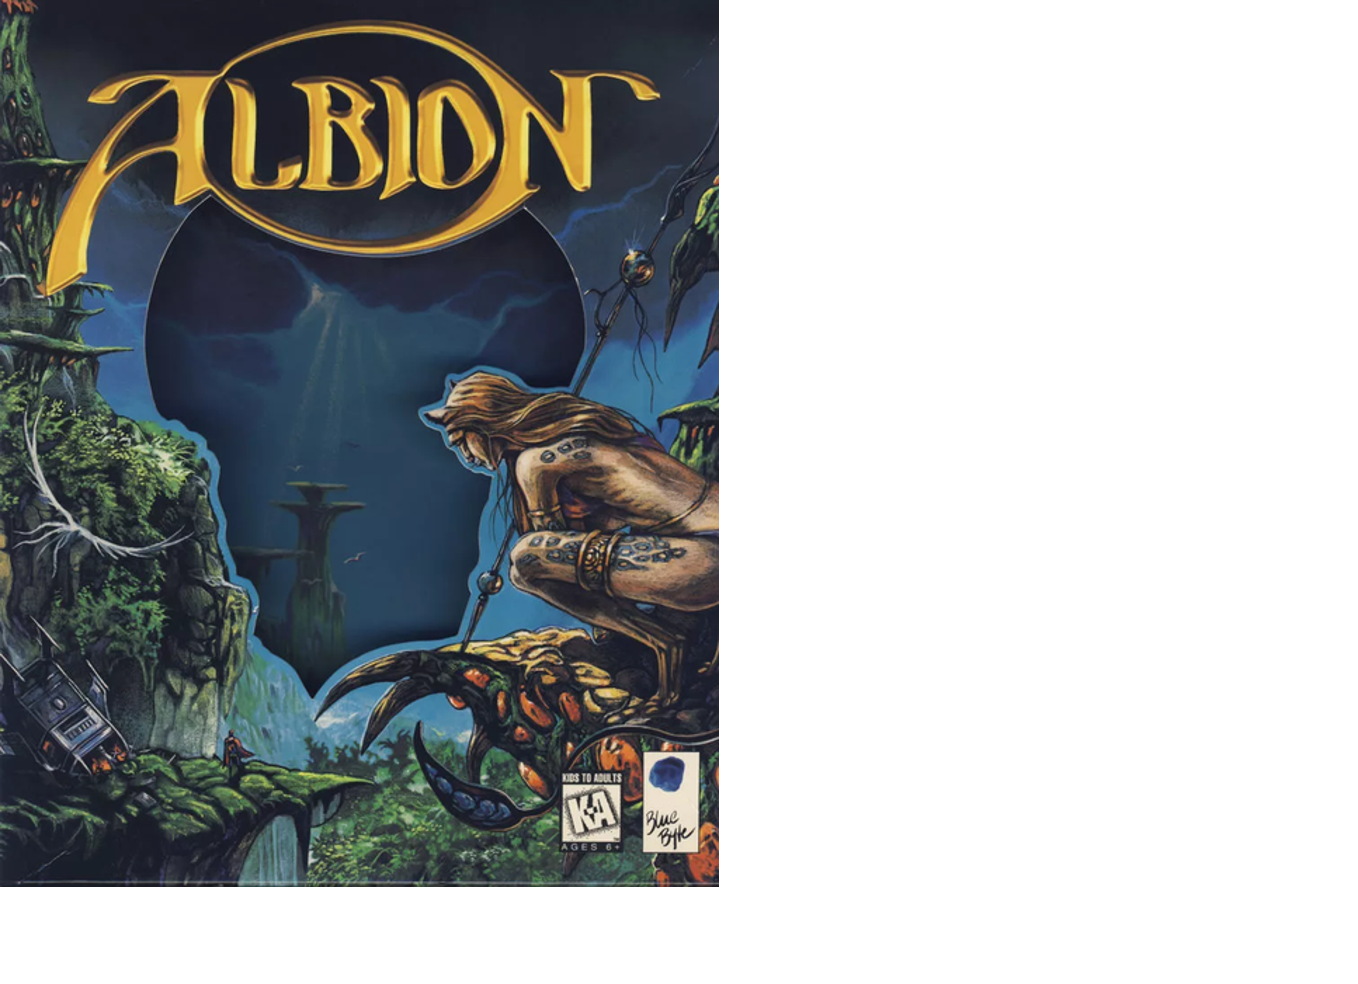 ALBION
KIDS TO ADULTS
K-A
AGES 6+
Blue
Byte